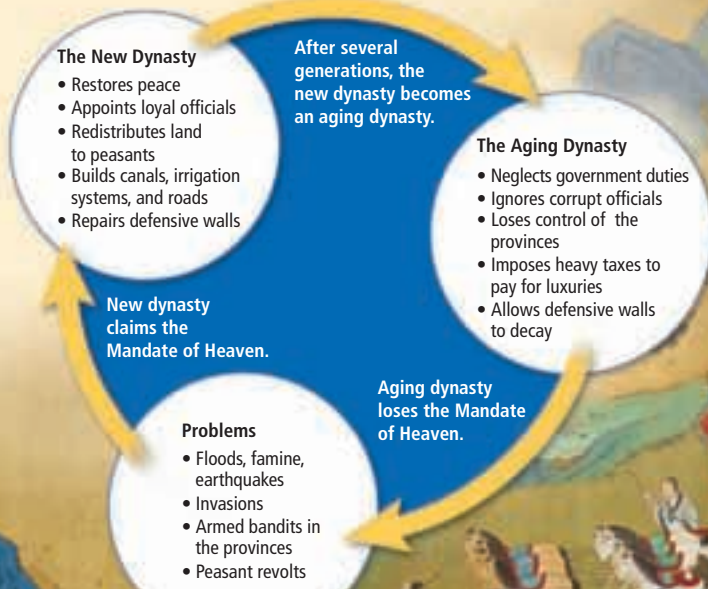 The New Dynasty
• Restores peace
• Appoints loyal officials
• Redistributes land
to peasants
• Builds canals, irrigation
systems, and roads
• Repairs defensive walls
After several
generations, the
new dynasty becomes
an aging dynasty.
The Aging Dynasty
• Neglects government duties
• Ignores corrupt officials
• Loses control of the
provinces
• Imposes heavy taxes to
pay for luxuries
• Allows defensive walls
to decay
Aging dynasty
loses the Mandate
of Heaven.
Problems
• Floods, famine,
earthquakes
• Invasions
• Armed bandits in
the provinces
• Peasant revolts
New dynasty
claims the
Mandate of Heaven.